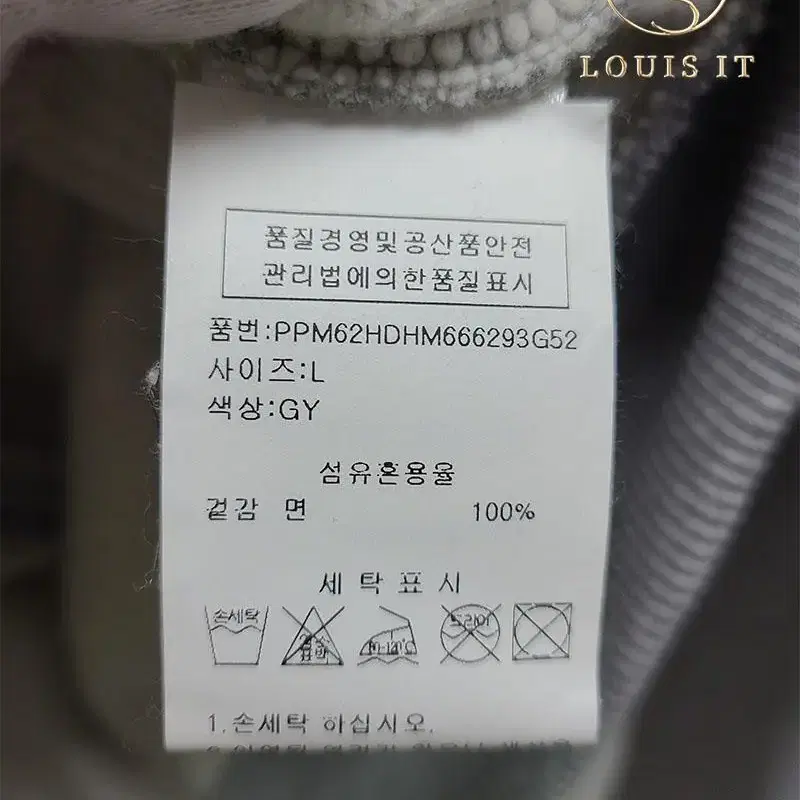 LOUIS IT
품질경영및공산품안전
관리법에의한품질표시
품번:PPM62HDHM666293G52
사이즈:L
색상:GY
섬유혼용율
겉감 면 100%
세탁표시
손세탁
표백
드라이
1.손세탁 하십시오.